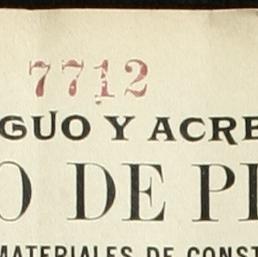 7712
GUO Y ACRE
O DE P
MATERIALES DE CONST